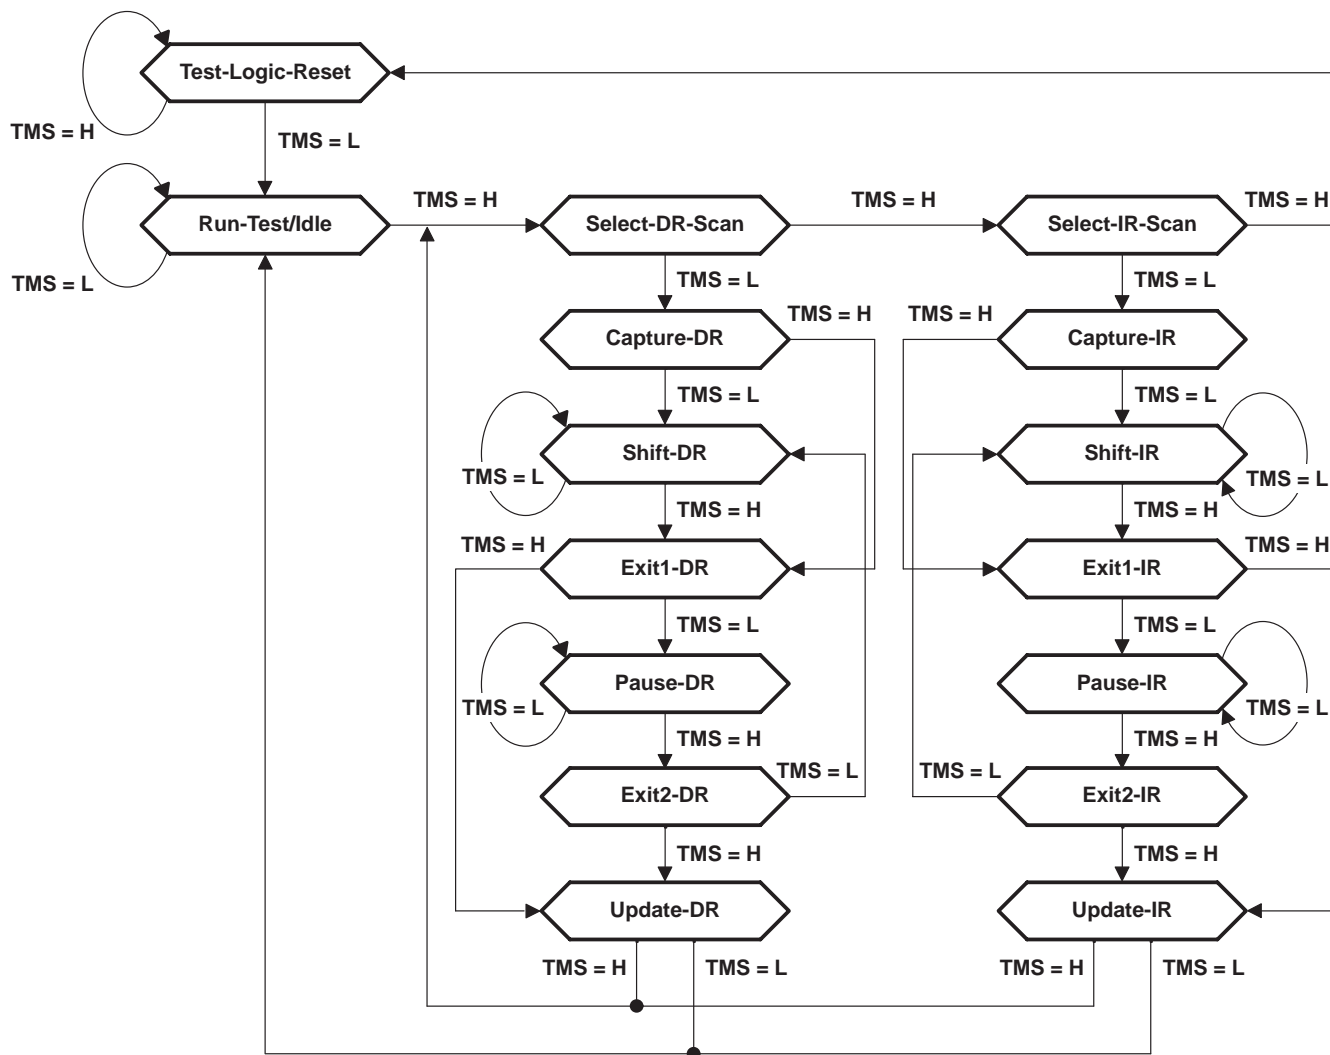 Test-Logic-Reset
TMS = H
TMS = L
Run-Test/Idle
TMS = H
Select-DR-Scan
TMS = H
Select-IR-Scan
TMS = H
TMS = L
TMS = L
TMS = L
Capture-DR
TMS = H
TMS = H
Capture-IR
TMS = L
TMS = L
Shift-DR
TMS = L
Shift-IR
TMS = L
TMS = H
TMS = H
TMS = H
Exit1-DR
Exit1-IR
TMS = H
TMS = L
TMS = L
Pause-DR
TMS = L
Pause-IR
TMS = L
TMS = H
TMS = H
Exit2-DR
TMS = L
TMS = L
Exit2-IR
TMS = H
TMS = H
Update-DR
Update-IR
TMS = H
TMS = L
TMS = H
TMS = L